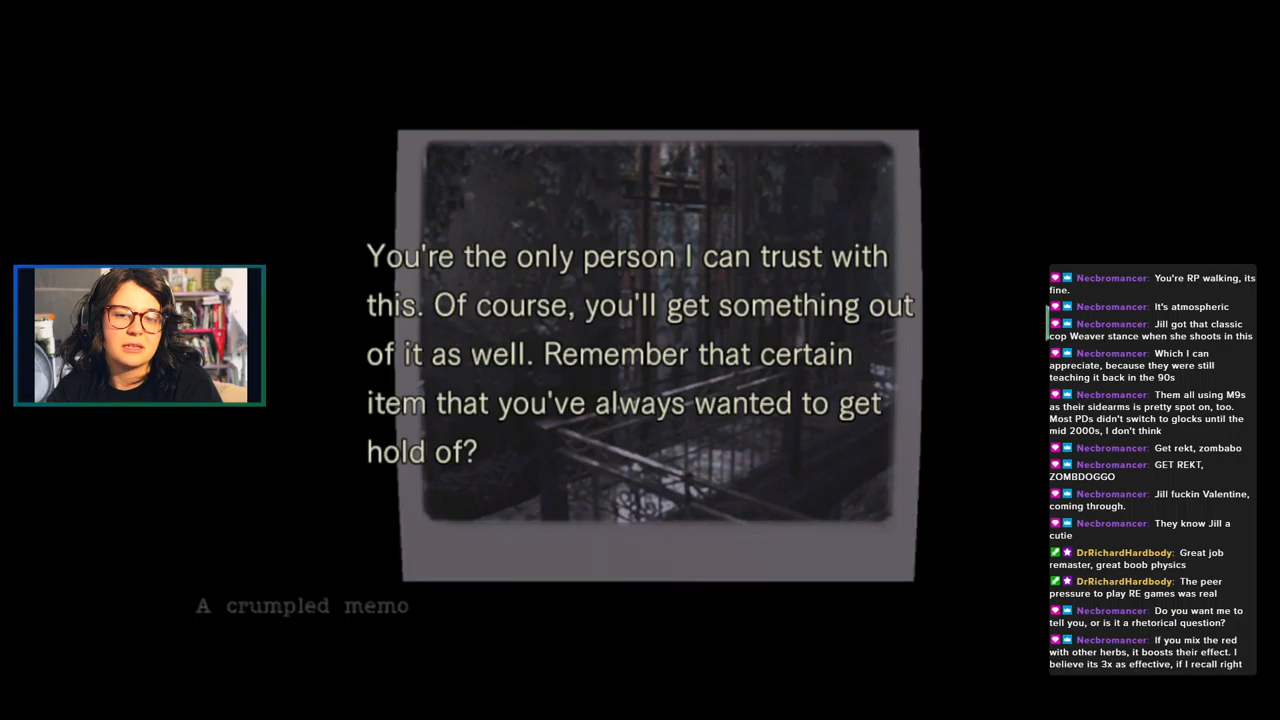 You're the only person I can trust with
this. Of course, you'll get something out
of it as well. Remember that certain
item that you've always wanted to get
hold of?
A crumpled memo
Necbromancer: You're RP walking, its
fine.
Necbromancer: It's atmospheric
Necbromancer: Jill got that classic
cop Weaver stance when she shoots in this
Necbromancer: Which I can
appreciate, because they were still
teaching it back in the 90s
Necbromancer: Them all using M9s
as their sidearms is pretty spot on, too.
Most PDs didn't switch to glocks until the
mid 2000s, I don't think
Necbromancer: Get rekt, zombabo
Necbromancer: GET REKT,
ZOMBDOGGO
Necbromancer: Jill fuckin Valentine,
coming through.
Necbromancer: They know Jill a
cutie
DrRichardHardbody: Great job
remaster, great boob physics
DrRichardHardbody: The peer
pressure to play RE games was real
Necbromancer: Do you want me to
tell you, or is it a rhetorical question?
Necbromancer: If you mix the red
with other herbs, it boosts their effect. I
believe its 3x as effective, if I recall right